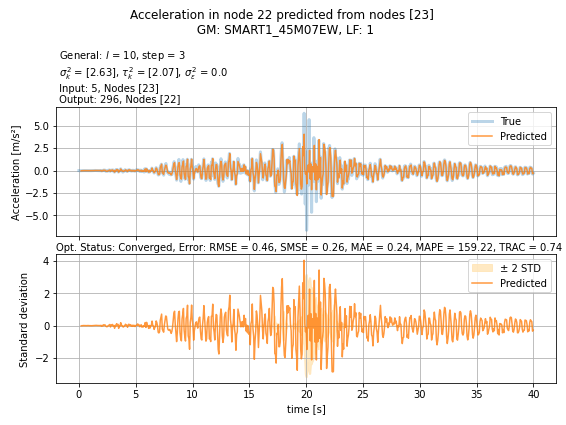 Acceleration in node 22 predicted from nodes [23]
GM: SMART1_45M07EW, LF: 1
General: l = 10, step = 3
σ²ₖ = [2.63], τ²ₖ = [2.07], σ²ε = 0.0
Input: 5, Nodes [23]
Output: 296, Nodes [22]
Acceleration [m/s²]
5.0
2.5
0.0
−2.5
−5.0
True
Predicted
Opt. Status: Converged, Error: RMSE = 0.46, SMSE = 0.26, MAE = 0.24, MAPE = 159.22, TRAC = 0.74
Standard deviation
4
2
0
−2
± 2 STD
Predicted
0 5 10 15 20 25 30 35 40
time [s]